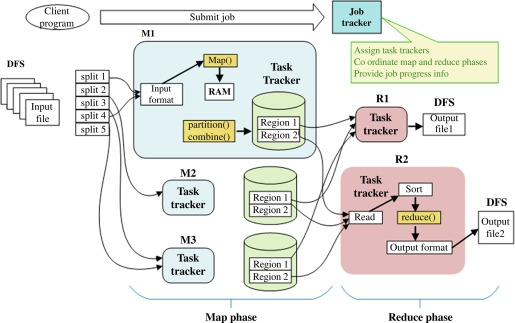 Client
program
Submit job
Job
tracker
Assign task trackers
Co ordinate map and reduce phases
Provide job progress info
DFS
Input
file
split 1
split 2
split 3
split 4
split 5
M1
Input
format
Map()
RAM
Task
Tracker
partition()
combine()
Region 1
Region 2
M2
Task
tracker
Region 1
Region 2
M3
Task
tracker
Region 1
Region 2
R1
Task
tracker
DFS
Output
file1
R2
Task
tracker
Sort
Read
reduce()
Output format
DFS
Output
file2
Map phase
Reduce phase